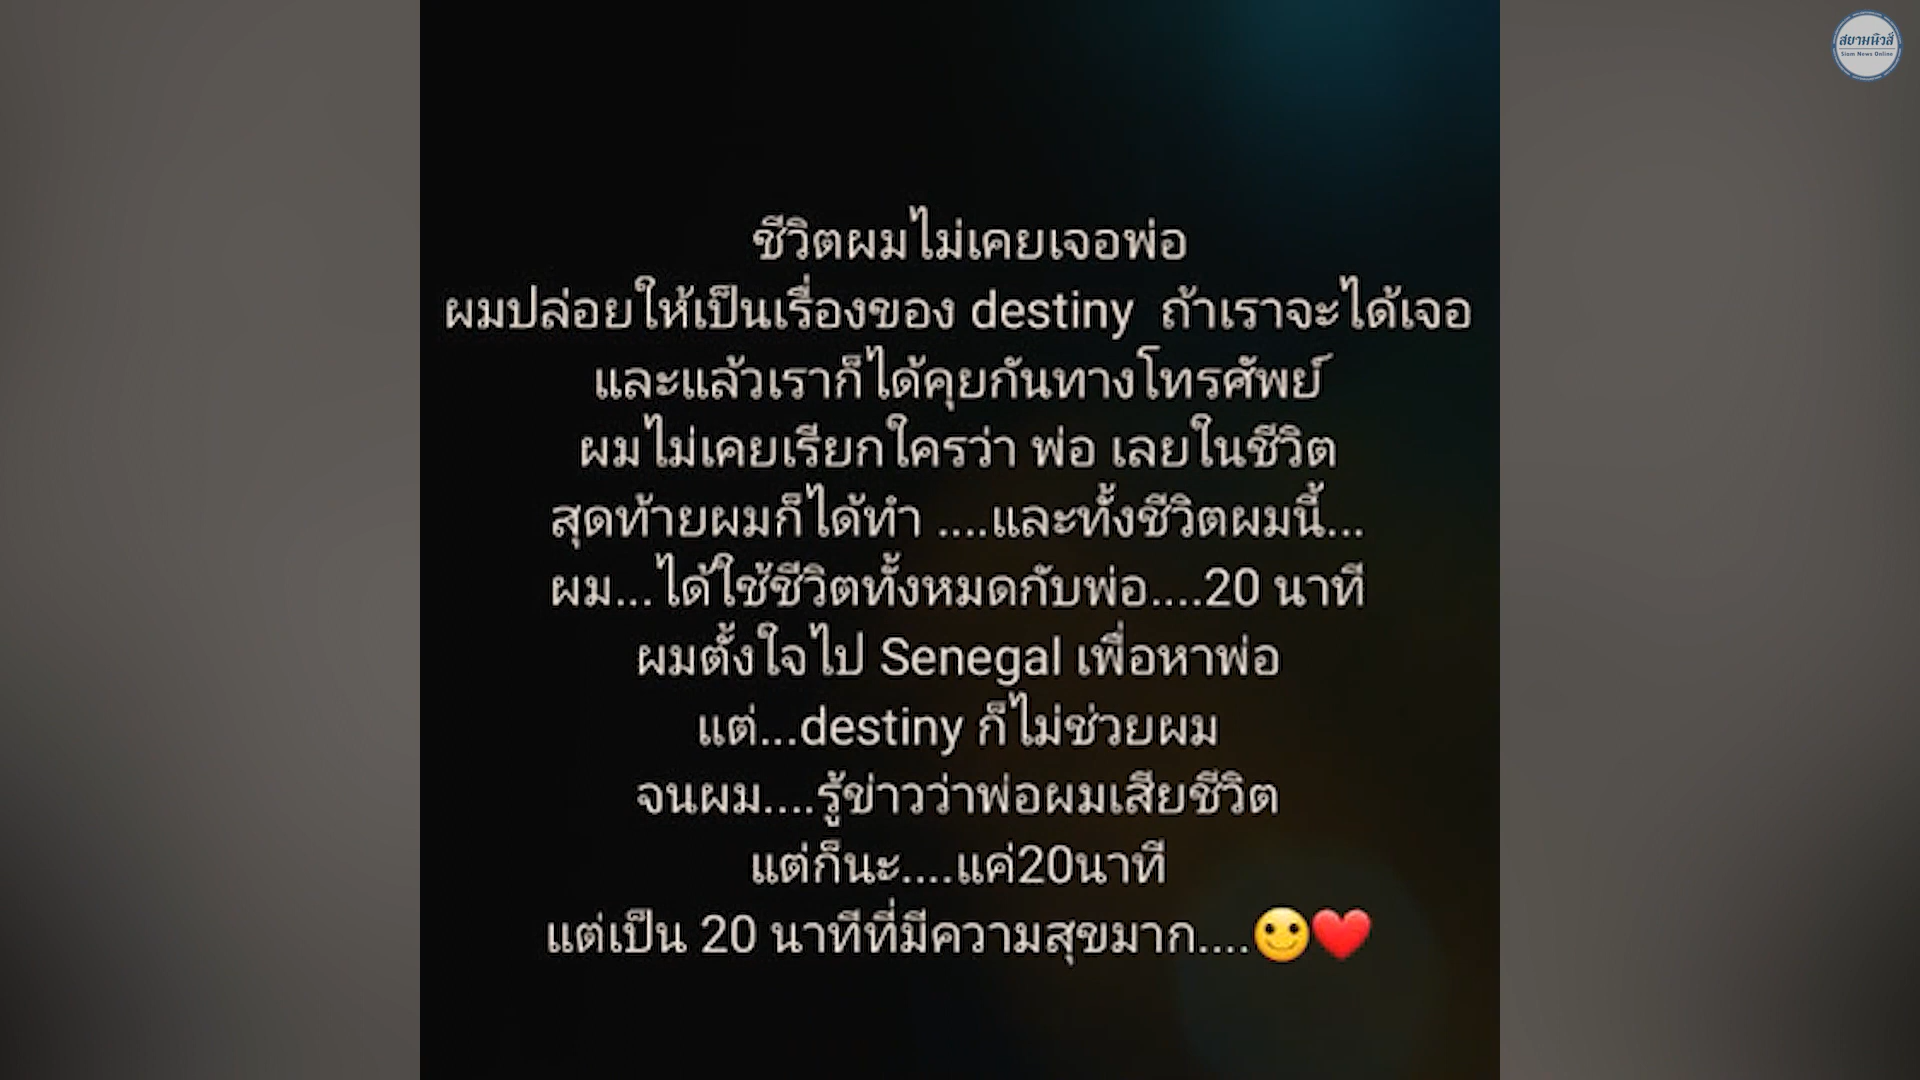 สยามนิวส์
Siam News Online
ชีวิตผมไม่เคยเจอพ่อ
ผมปล่อยให้เป็นเรื่องของ destiny ถ้าเราจะได้เจอ
และแล้วเราก็ได้คุยกันทางโทรศัพย์
ผมไม่เคยเรียกใครว่า พ่อ เลยในชีวิต
สุดท้ายผมก็ได้ทำ ....และทั้งชีวิตผมนี้...
ผม...ได้ใช้ชีวิตทั้งหมดกับพ่อ....20 นาที
ผมตั้งใจไป Senegal เพื่อหาพ่อ
แต่...destiny ก็ไม่ช่วยผม
จนผม....รู้ข่าวว่าพ่อผมเสียชีวิต
แต่ก็นะ....แค่20นาที
แต่เป็น 20 นาทีที่มีความสุขมาก....🙂❤️